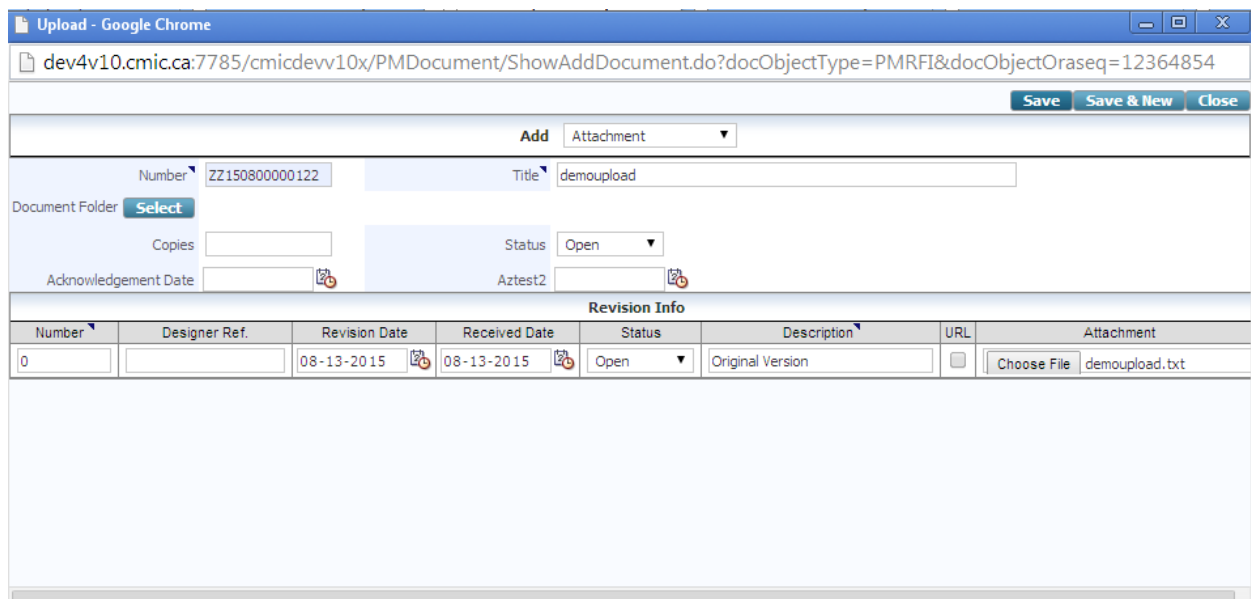 Upload - Google Chrome
dev4v10.cmic.ca:7785/cmicdevv10x/PMDocument/ShowAddDocument.do?docObjectType=PMRFI&docObjectOraseq=12364854
Save Save & New Close
Add Attachment
Number ZZ150800000122 Title demoupload
Document Folder Select
Copies Status Open
Acknowledgement Date Aztest2
Revision Info
Number Designer Ref. Revision Date Received Date Status Description URL Attachment
0 08-13-2015 08-13-2015 Open Original Version Choose File demoupload.txt